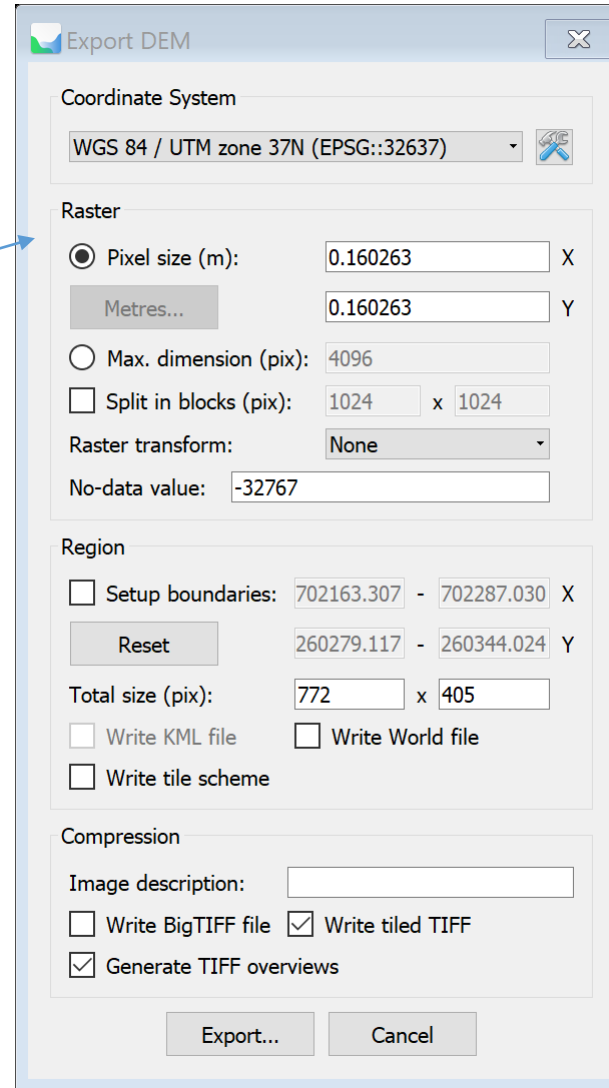 Export DEM
Coordinate System
WGS 84 / UTM zone 37N (EPSG::32637)
Raster
Pixel size (m): 0.160263 X
Metres... 0.160263 Y
Max. dimension (pix): 4096
Split in blocks (pix): 1024 x 1024
Raster transform: None
No-data value: -32767
Region
Setup boundaries: 702163.307 - 702287.030 X
Reset 260279.117 - 260344.024 Y
Total size (pix): 772 x 405
Write KML file Write World file
Write tile scheme
Compression
Image description:
Write BigTIFF file Write tiled TIFF
Generate TIFF overviews
Export... Cancel